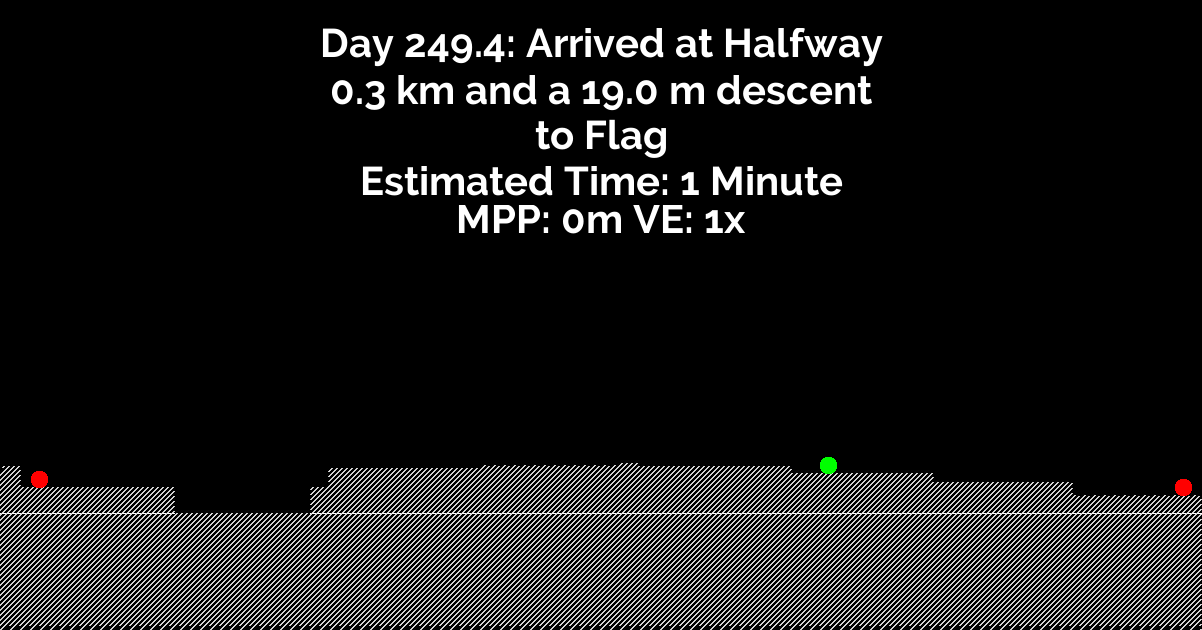 Day 249.4: Arrived at Halfway
0.3 km and a 19.0 m descent
to Flag
Estimated Time: 1 Minute
MPP: 0m VE: 1x